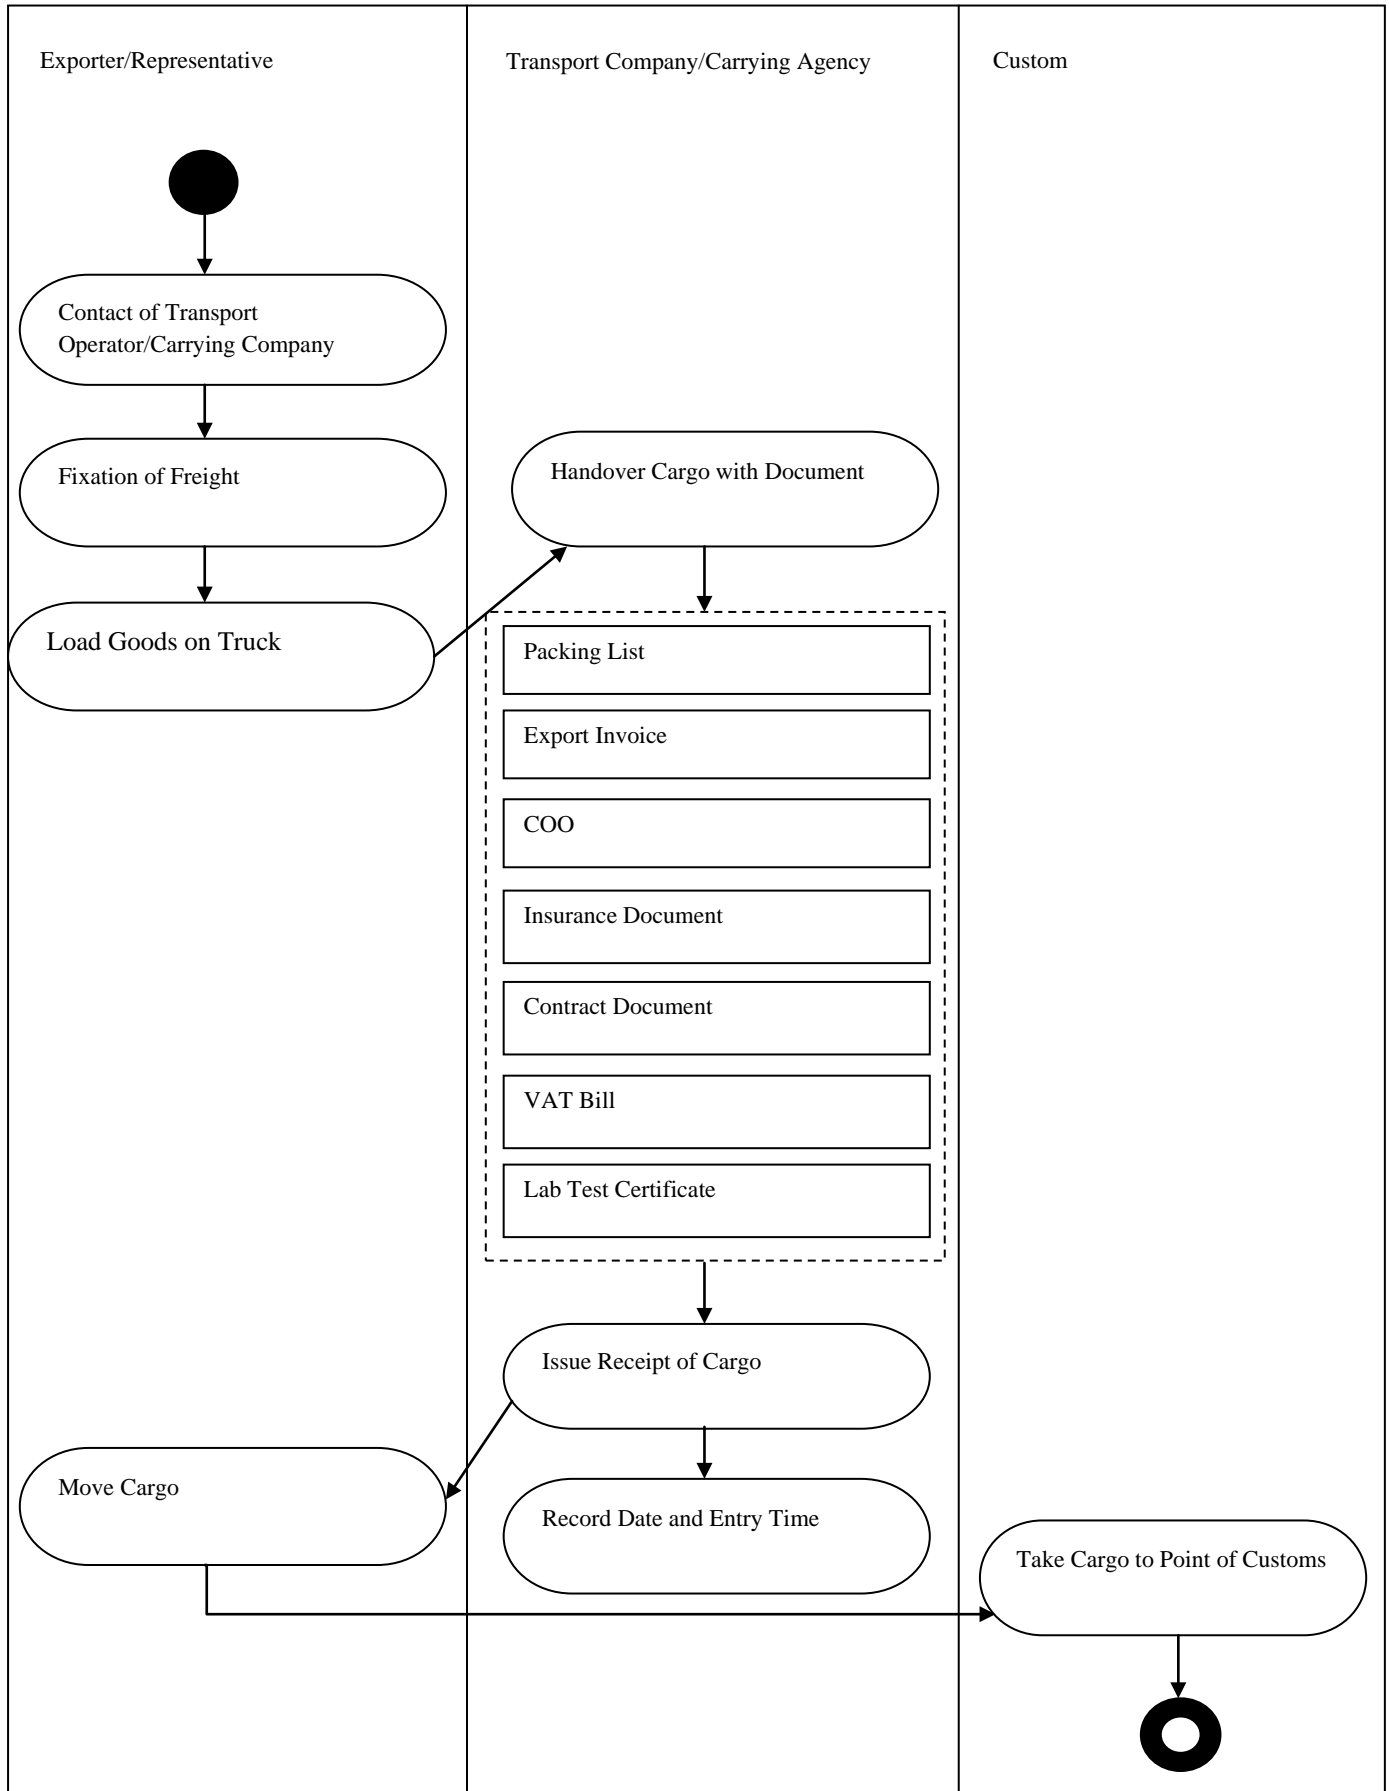 Exporter/Representative
Transport Company/Carrying Agency
Custom
Contact of Transport
Operator/Carrying Company
Fixation of Freight
Handover Cargo with Document
Load Goods on Truck
Packing List
Export Invoice
COO
Insurance Document
Contract Document
VAT Bill
Lab Test Certificate
Issue Receipt of Cargo
Move Cargo
Record Date and Entry Time
Take Cargo to Point of Customs